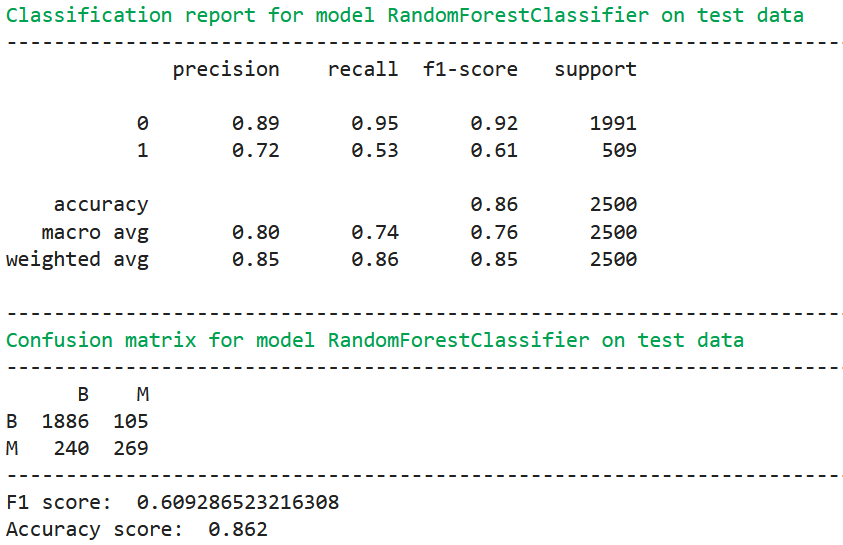 Classification report for model RandomForestClassifier on test data
----------------------------------------------------------------------
              precision    recall  f1-score   support

           0       0.89      0.95      0.92      1991
           1       0.72      0.53      0.61       509

    accuracy                           0.86      2500
   macro avg       0.80      0.74      0.76      2500
weighted avg       0.85      0.86      0.85      2500

----------------------------------------------------------------------
Confusion matrix for model RandomForestClassifier on test data
----------------------------------------------------------------------
      B    M
B  1886  105
M   240  269
----------------------------------------------------------------------
F1 score:  0.609286523216308
Accuracy score:  0.862